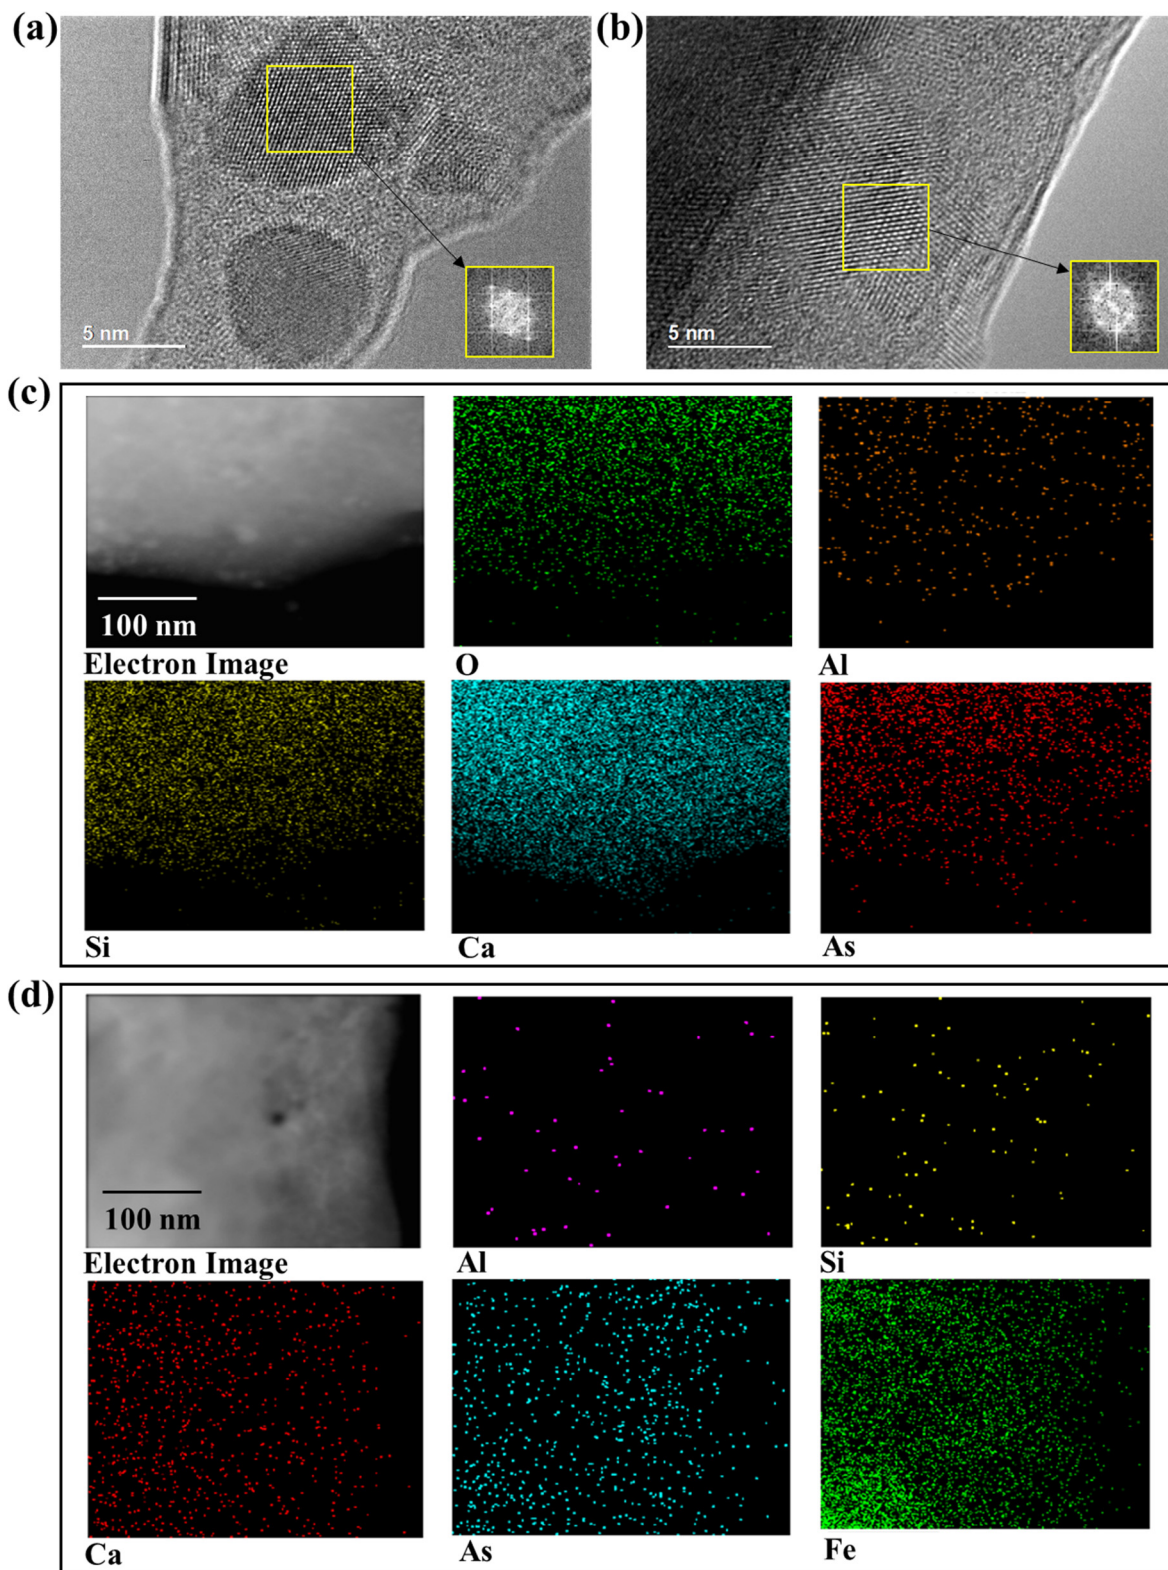 (a)
(b)
5 nm
5 nm
(c)
100 nm
Electron Image
O
Al
Si
Ca
As
(d)
100 nm
Electron Image
Al
Si
Ca
As
Fe